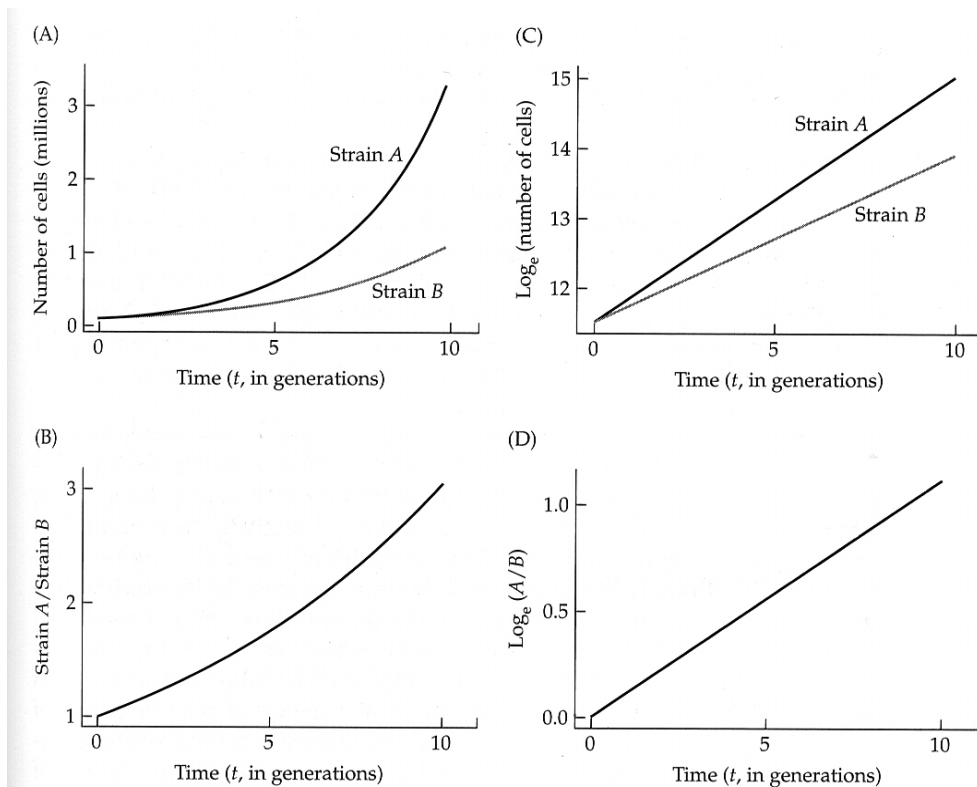 (A)
Number of cells (millions)
3
2
1
0
Strain A
Strain B
0 5 10
Time (t, in generations)
(C)
Loge (number of cells)
15
14
13
12
Strain A
Strain B
0 5 10
Time (t, in generations)
(B)
Strain A/Strain B
3
2
1
0 5 10
Time (t, in generations)
(D)
Loge (A/B)
1.0
0.5
0.0
0 5 10
Time (t, in generations)